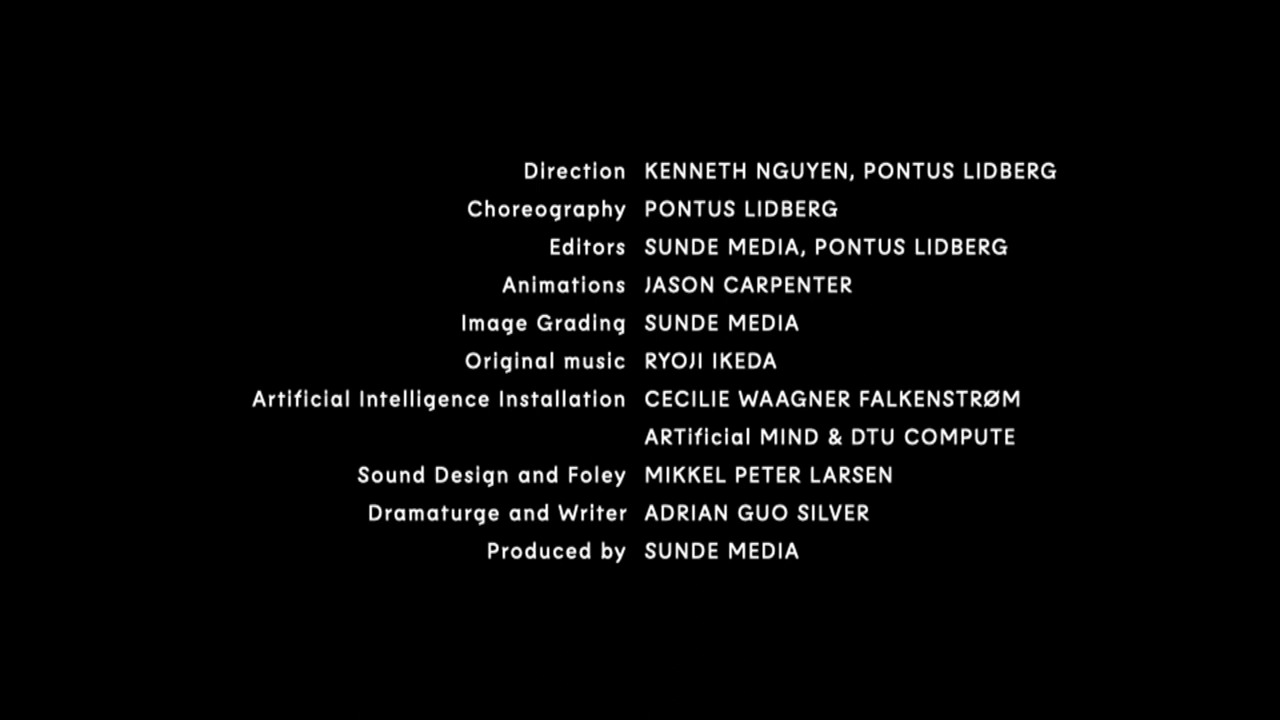 Direction KENNETH NGUYEN, PONTUS LIDBERG
Choreography PONTUS LIDBERG
Editors SUNDE MEDIA, PONTUS LIDBERG
Animations JASON CARPENTER
Image Grading SUNDE MEDIA
Original music RYOJI IKEDA
Artificial Intelligence Installation CECILIE WAAGNER FALKENSTRØM
ARTificial MIND & DTU COMPUTE
Sound Design and Foley MIKKEL PETER LARSEN
Dramaturge and Writer ADRIAN GUO SILVER
Produced by SUNDE MEDIA